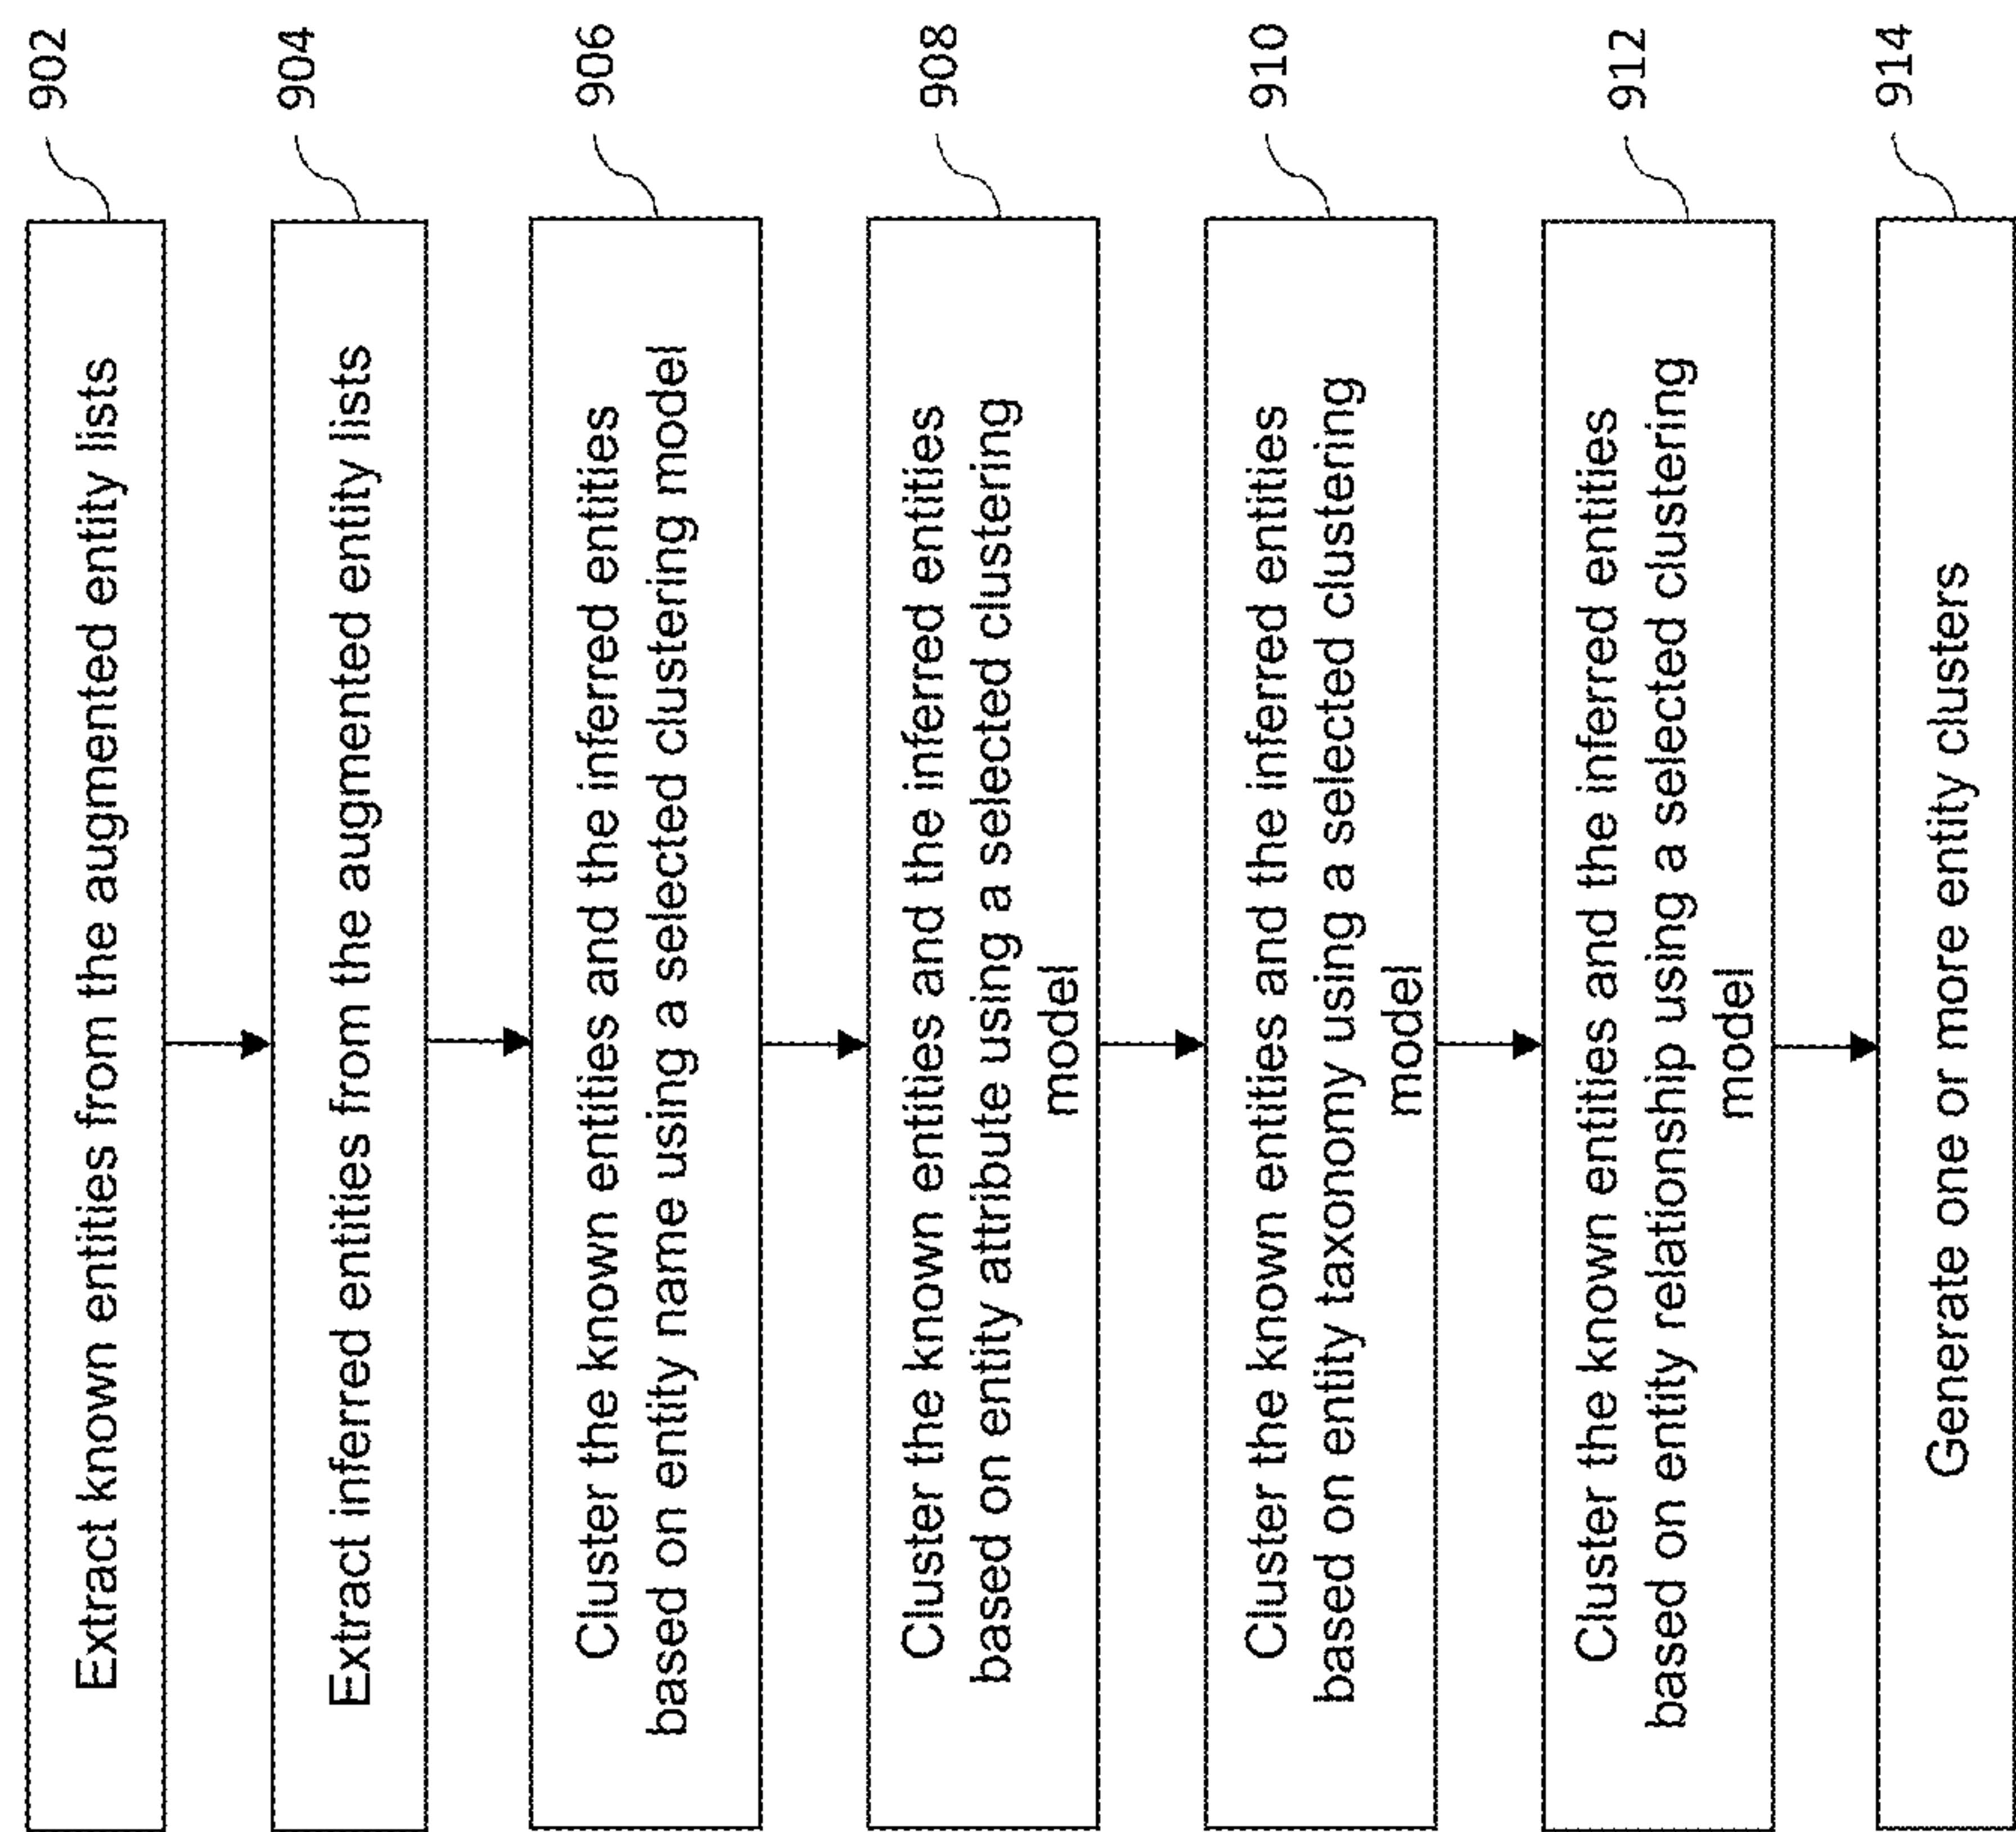 902
Extract known entities from the augmented entity lists
904
Extract inferred entities from the augmented entity lists
906
Cluster the known entities and the inferred entities
based on entity name using a selected clustering model
908
Cluster the known entities and the inferred entities
based on entity attribute using a selected clustering
model
910
Cluster the known entities and the inferred entities
based on entity taxonomy using a selected clustering
model
912
Cluster the known entities and the inferred entities
based on entity relationship using a selected clustering
model
914
Generate one or more entity clusters